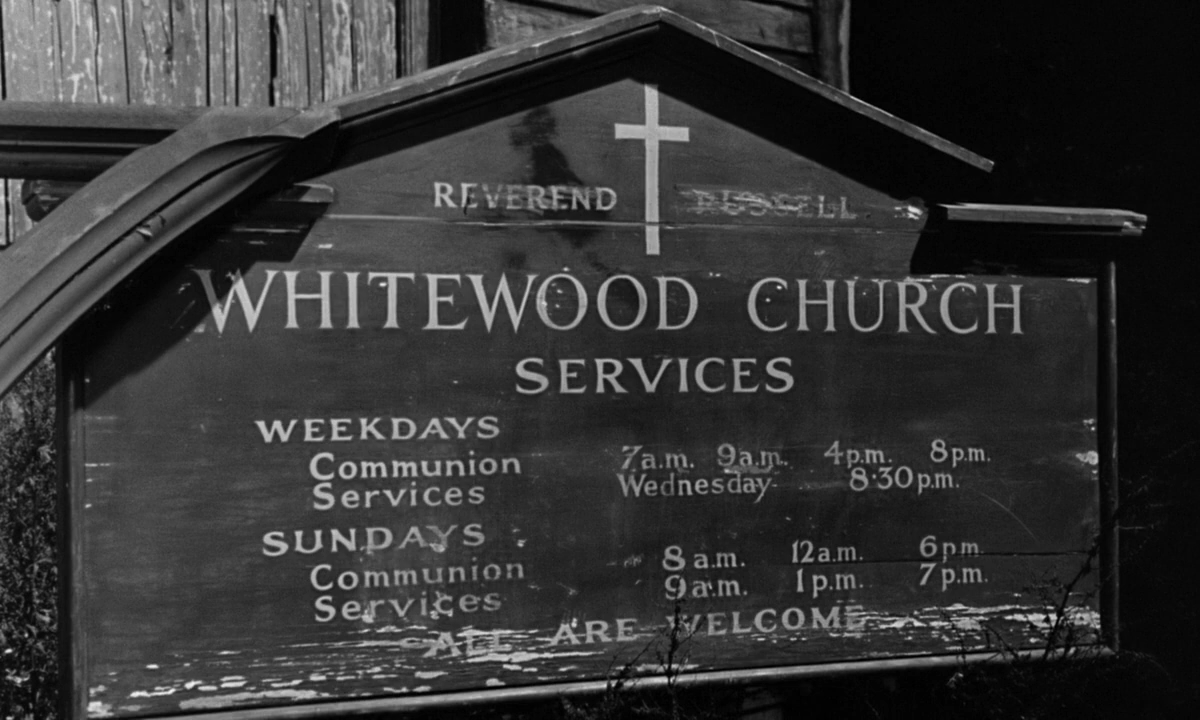 REVEREND RUSSELL
WHITEWOOD CHURCH
SERVICES
WEEKDAYS
Communion 7a.m. 9a.m. 4p.m. 8p.m.
Services Wednesday 8·30p.m.
SUNDAYS
Communion 8a.m. 12a.m. 6p.m.
Services 9a.m. 1p.m. 7p.m.
ALL ARE WELCOME